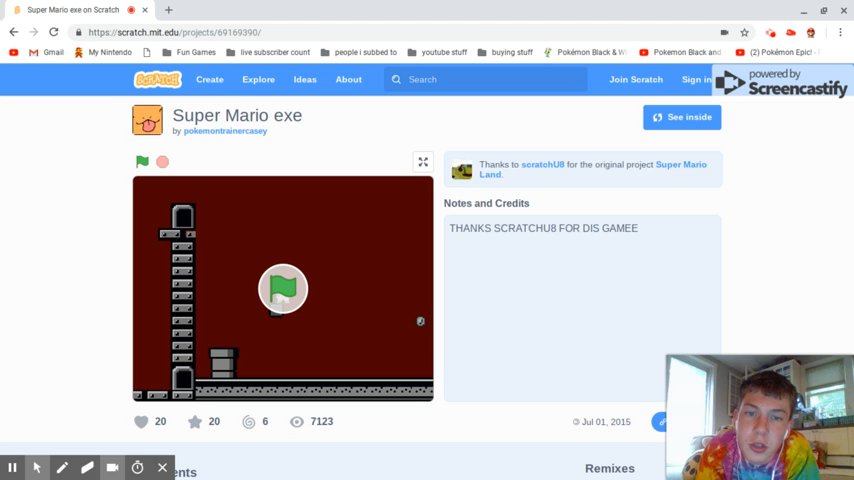 Super Mario exe on Scratch
https://scratch.mit.edu/projects/69169390/
Gmail My Nintendo Fun Games live subscriber count people i subbed to youtube stuff buying stuff Pokémon Black & W Pokemon Black and (2) Pokémon Epic! -
SCRATCH Create Explore Ideas About Search Join Scratch Sign in
powered by
Screencastify
Super Mario exe
by pokemontrainercasey
See inside
Thanks to scratchU8 for the original project Super Mario
Land.
Notes and Credits
THANKS SCRATCHU8 FOR DIS GAMEE
20 20 6 7123 Jul 01, 2015
ents
Remixes